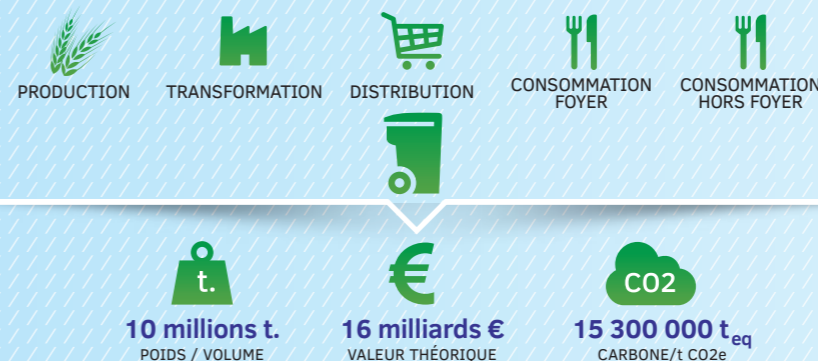 PRODUCTION
TRANSFORMATION
DISTRIBUTION
CONSOMMATION
FOYER
CONSOMMATION
HORS FOYER
t.
€
CO2
10 millions t.
POIDS / VOLUME
16 milliards €
VALEUR THÉORIQUE
15 300 000 teq
CARBONE/t CO2e